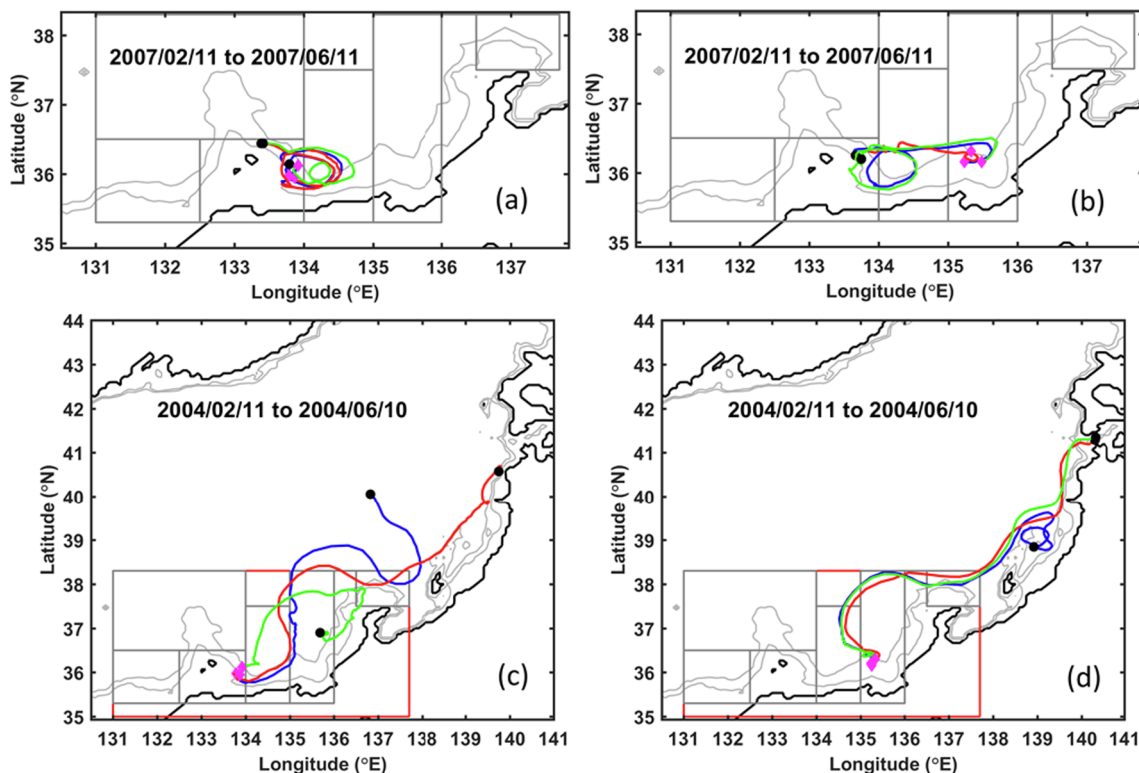 38
37
36
35
Latitude (°N)
2007/02/11 to 2007/06/11
(a)
131 132 133 134 135 136 137
Longitude (°E)
38
37
36
35
Latitude (°N)
2007/02/11 to 2007/06/11
(b)
131 132 133 134 135 136 137
Longitude (°E)
44
43
42
41
40
39
38
37
36
35
Latitude (°N)
2004/02/11 to 2004/06/10
(c)
131 132 133 134 135 136 137 138 139 140 141
Longitude (°E)
44
43
42
41
40
39
38
37
36
35
Latitude (°N)
2004/02/11 to 2004/06/10
(d)
131 132 133 134 135 136 137 138 139 140 141
Longitude (°E)